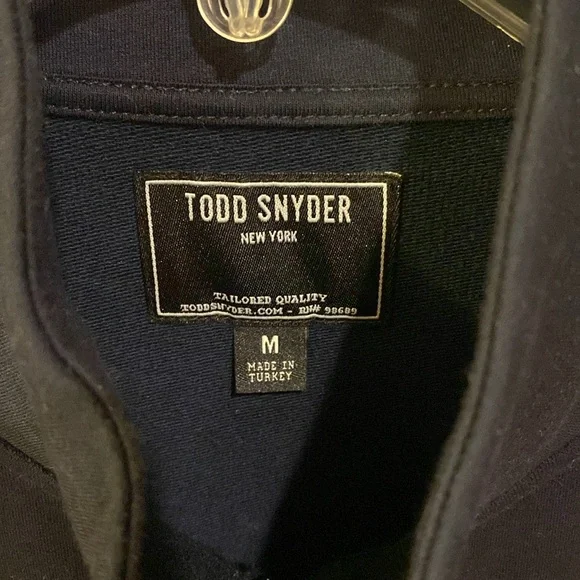 TODD SNYDER
NEW YORK
TAILORED QUALITY
TODDSNYDER.COM - RN# 98689
M
MADE IN
TURKEY